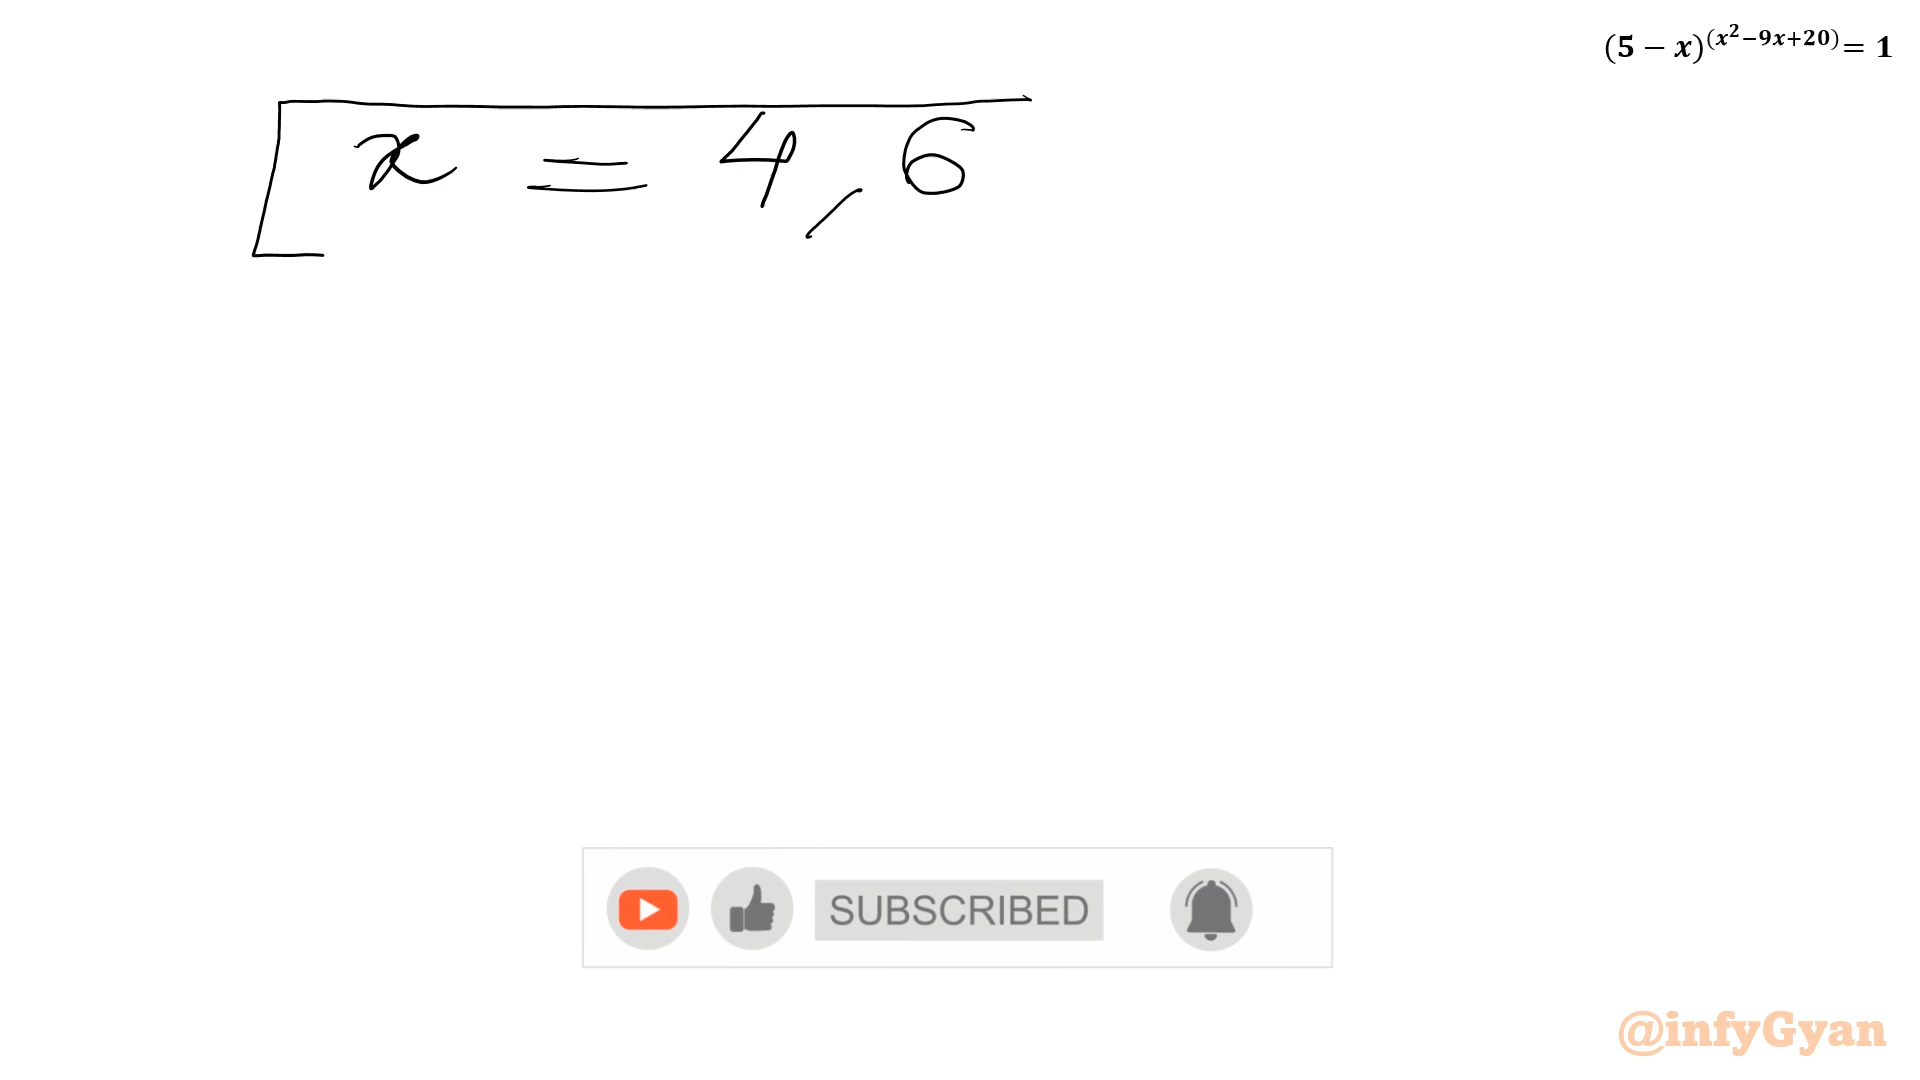 (5 − x)^(x²−9x+20) = 1
x = 4, 6
SUBSCRIBED
@infyGyan